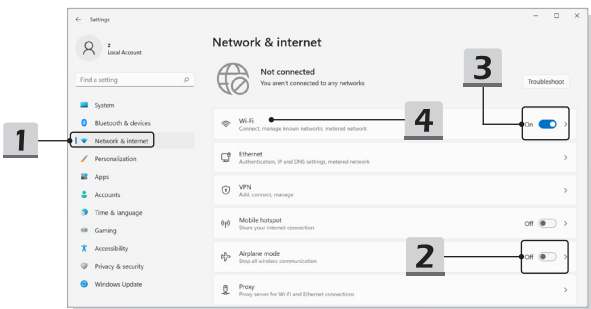 Settings
z
Local Account
Find a setting
System
Bluetooth & devices
Network & internet
Personalization
Apps
Accounts
Time & language
Gaming
Accessibility
Privacy & security
Windows Update
1
Network & internet
Not connected
You aren't connected to any networks
Troubleshoot
3
Wi-Fi
Connect, manage known networks, metered network
4
On
Ethernet
Authentication, IP and DNS settings, metered network
VPN
Add, connect, manage
Mobile hotspot
Share your internet connection
Off
Airplane mode
Stop all wireless communication
2
Off
Proxy
Proxy server for Wi-Fi and Ethernet connections